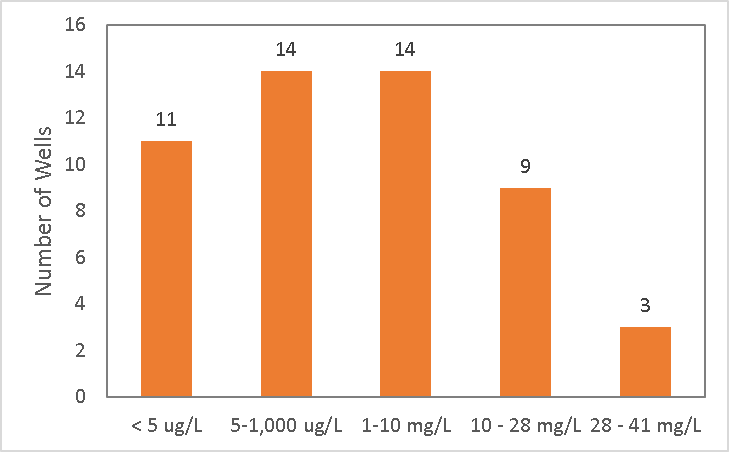 16
14
12
10
8
6
4
2
0
Number of Wells
11
14
14
9
3
< 5 ug/L
5-1,000 ug/L
1-10 mg/L
10 - 28 mg/L
28 - 41 mg/L